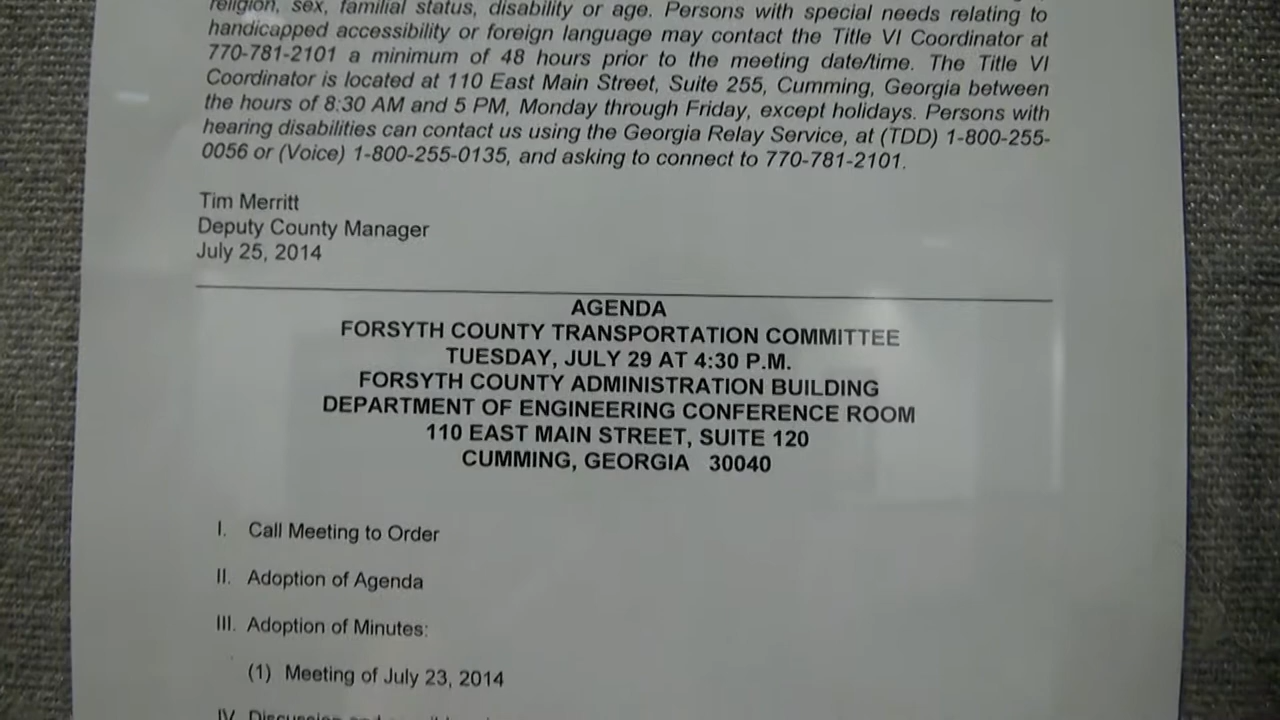 religion, sex, familial status, disability or age. Persons with special needs relating to
handicapped accessibility or foreign language may contact the Title VI Coordinator at
770-781-2101 a minimum of 48 hours prior to the meeting date/time. The Title VI
Coordinator is located at 110 East Main Street, Suite 255, Cumming, Georgia between
the hours of 8:30 AM and 5 PM, Monday through Friday, except holidays. Persons with
hearing disabilities can contact us using the Georgia Relay Service, at (TDD) 1-800-255-
0056 or (Voice) 1-800-255-0135, and asking to connect to 770-781-2101.
Tim Merritt
Deputy County Manager
July 25, 2014
AGENDA
FORSYTH COUNTY TRANSPORTATION COMMITTEE
TUESDAY, JULY 29 AT 4:30 P.M.
FORSYTH COUNTY ADMINISTRATION BUILDING
DEPARTMENT OF ENGINEERING CONFERENCE ROOM
110 EAST MAIN STREET, SUITE 120
CUMMING, GEORGIA 30040
I. Call Meeting to Order
II. Adoption of Agenda
III. Adoption of Minutes:
(1) Meeting of July 23, 2014
IV. Discussion and